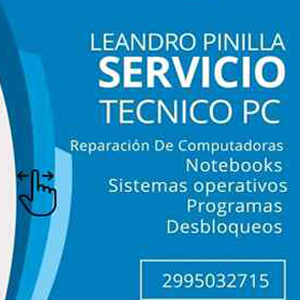 LEANDRO PINILLA
SERVICIO
TECNICO PC
Reparación De Computadoras
Notebooks
Sistemas operativos
Programas
Desbloqueos
2995032715